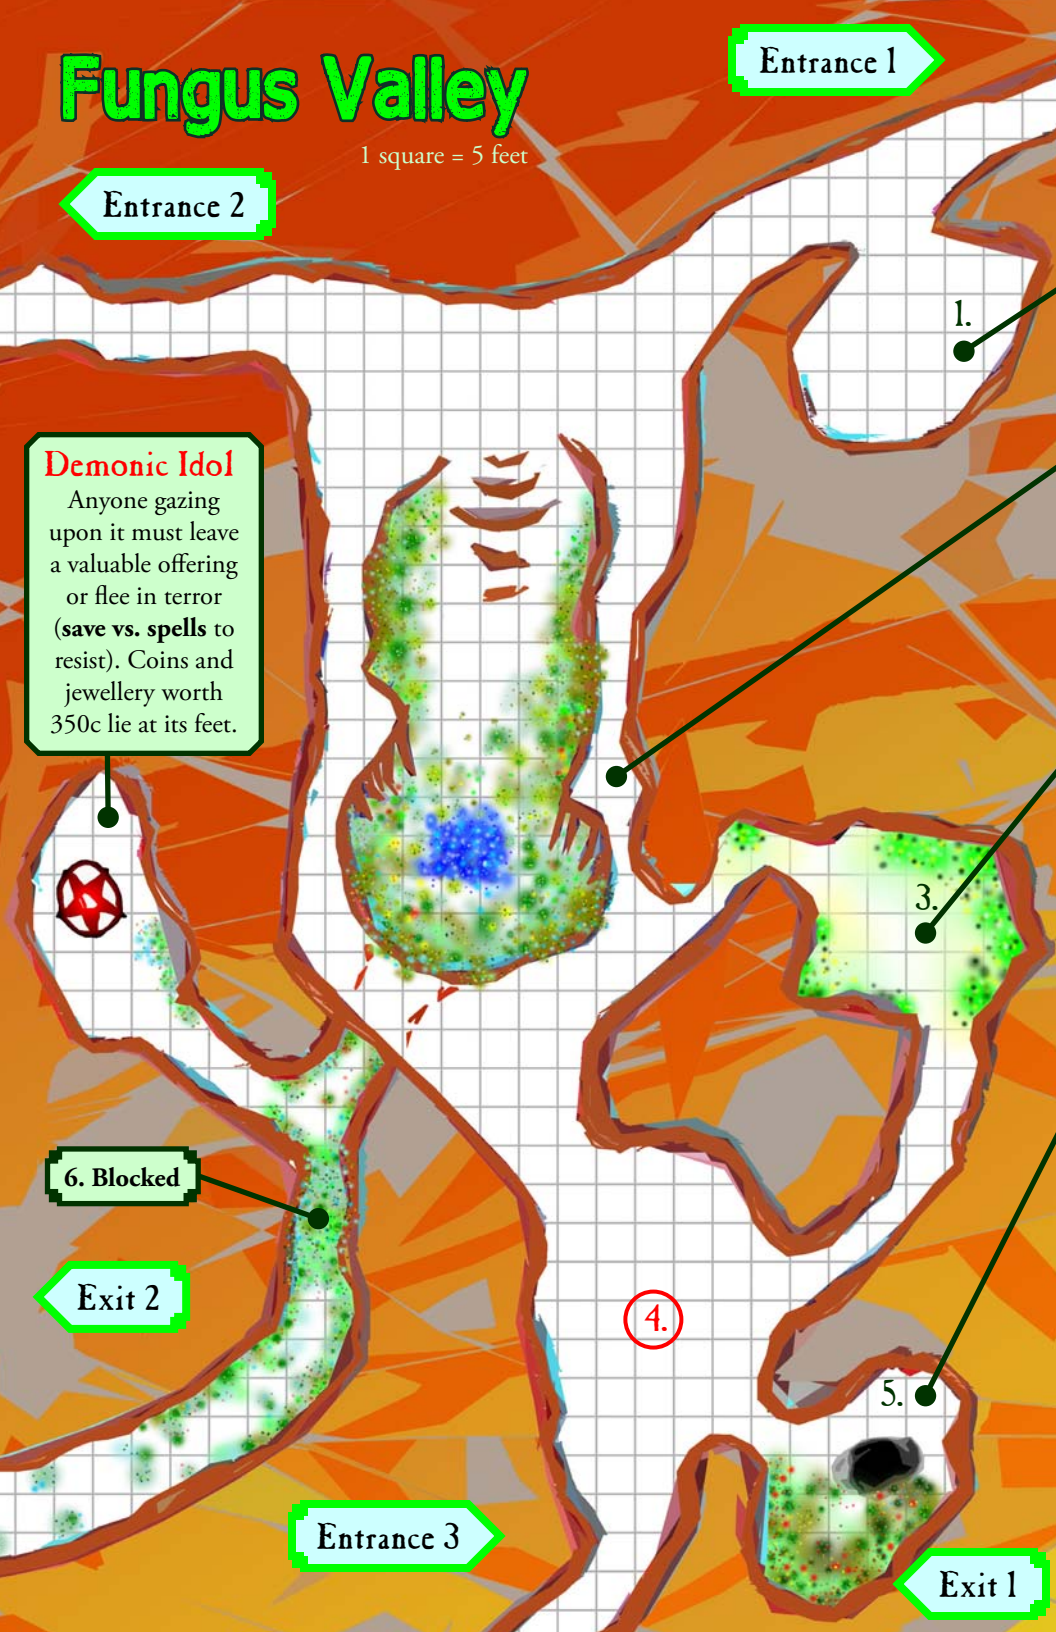 Fungus Valley
1 square = 5 feet
Entrance 1
Entrance 2
1.
Demonic Idol
Anyone gazing
upon it must leave
a valuable offering
or flee in terror
(save vs. spells to
resist). Coins and
jewellery worth
350c lie at its feet.
3.
6. Blocked
Exit 2
4.
5.
Entrance 3
Exit 1